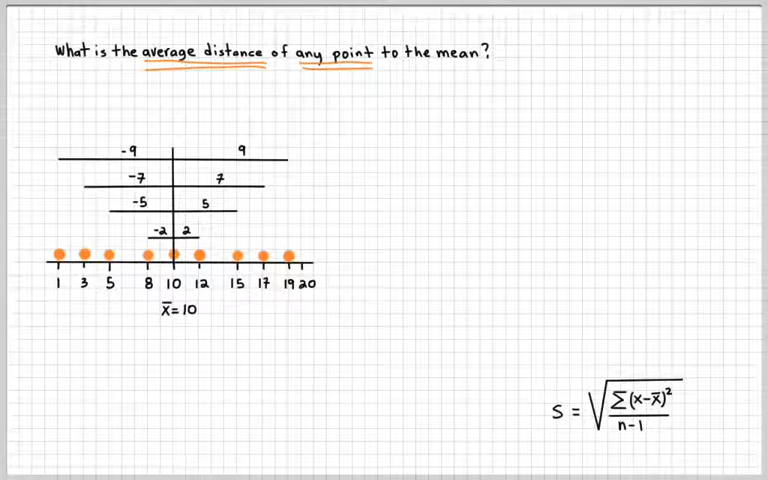 What is the average distance of any point to the mean?
-9 9
-7 7
-5 5
-2 2
1 3 5 8 10 12 15 17 19 20
x̄ = 10
S = √(Σ(x-x̄)² / n-1)